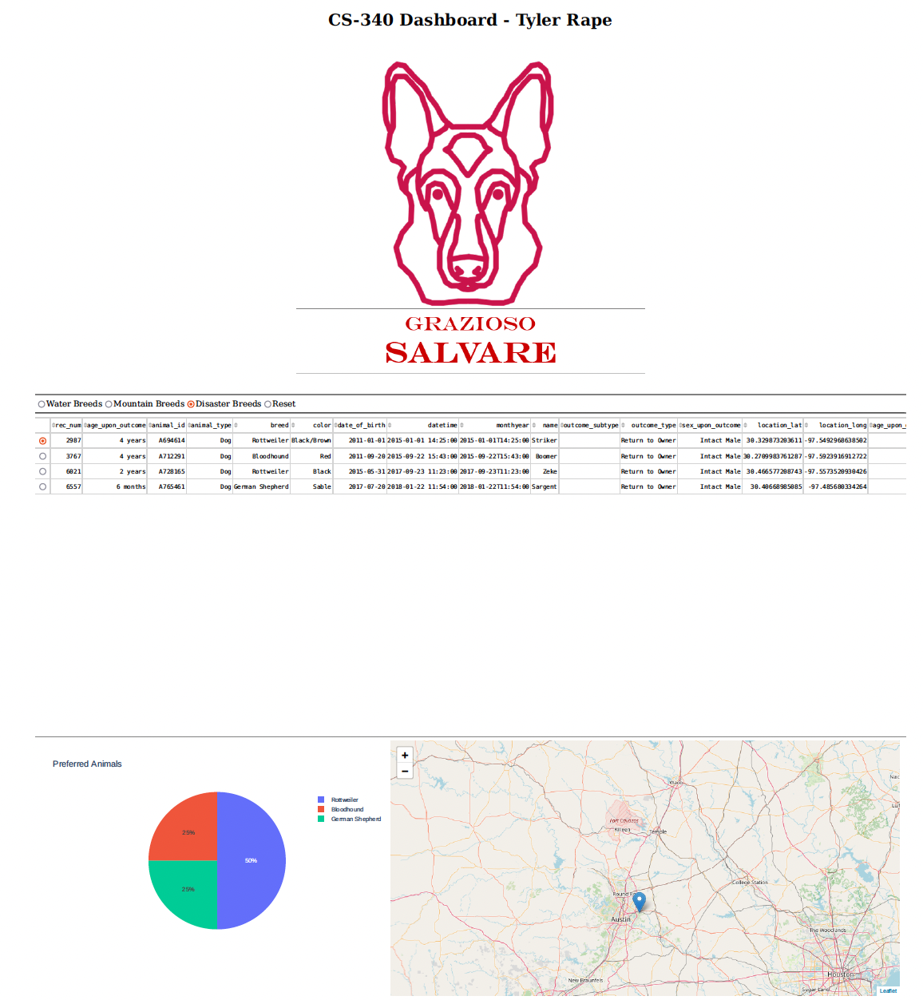 CS-340 Dashboard - Tyler Rape
GRAZIOSO
SALVARE
Water Breeds Mountain Breeds Disaster Breeds Reset
rec_num age_upon_outcome animal_id animal_type breed color date_of_birth datetime monthyear name outcome_subtype outcome_type sex_upon_outcome location_lat location_long age_upon_
2987 4 years A694614 Dog Rottweiler Black/Brown 2011-01-01 2015-01-01 14:25:00 2015-01-01T14:25:00 Striker Return to Owner Intact Male 30.329873203611 -97.5492968638502
3767 4 years A712291 Dog Bloodhound Red 2011-09-20 2015-09-22 15:43:00 2015-09-22T15:43:00 Boomer Return to Owner Intact Male 30.2709983761287 -97.5923916912722
6021 2 years A728165 Dog Rottweiler Black 2015-05-31 2017-09-23 11:23:00 2017-09-23T11:23:00 Zeke Return to Owner Intact Male 30.466577208743 -97.5573520930426
6557 6 months A765461 Dog German Shepherd Sable 2017-07-20 2018-01-22 11:54:00 2018-01-22T11:54:00 Sargent Return to Owner Intact Male 30.40668985085 -97.485680334264
Preferred Animals
Rottweiler
Bloodhound
German Shepherd
25%
50%
25%
+
−
Waco
Nac
Luf
Fort Cavazos
Killeen
Temple
College Station
Round Ro
Austin
The Woodlands
New Braunfels
Houston
Sugar Land
Leaflet